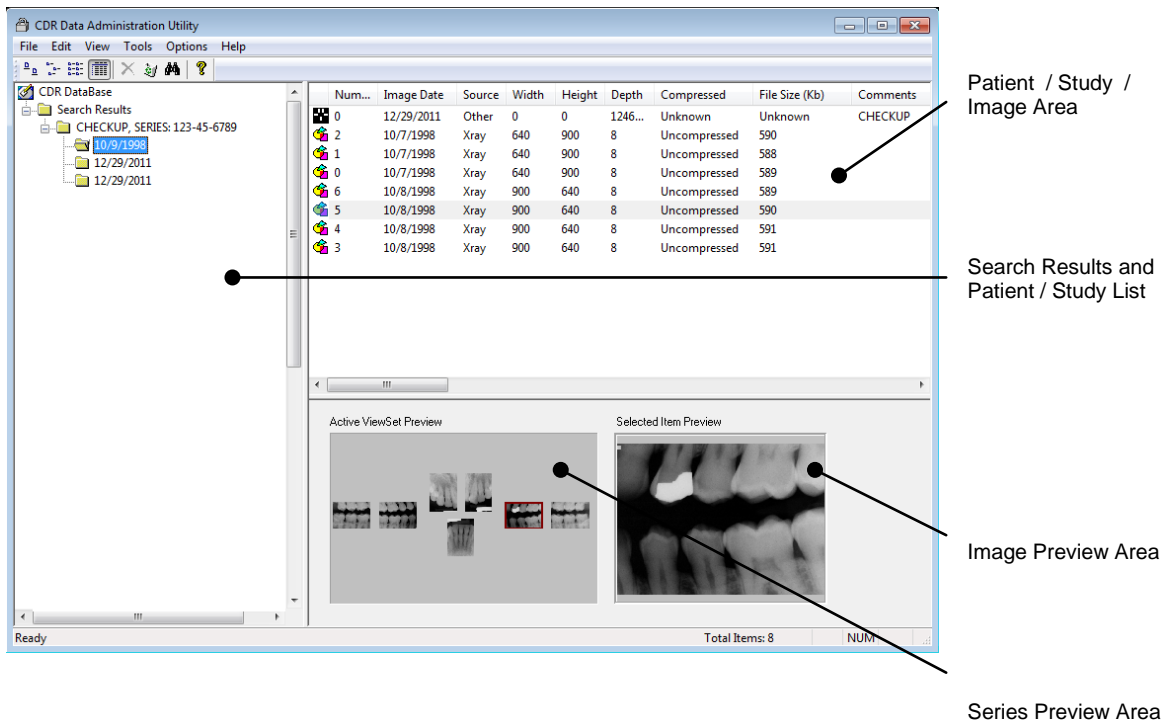 CDR Data Administration Utility
File Edit View Tools Options Help
CDR DataBase
Search Results
CHECKUP, SERIES: 123-45-6789
10/9/1998
12/29/2011
12/29/2011
Num... Image Date Source Width Height Depth Compressed File Size (Kb) Comments
0 12/29/2011 Other 0 0 1246... Unknown Unknown CHECKUP
2 10/7/1998 Xray 640 900 8 Uncompressed 590
1 10/7/1998 Xray 640 900 8 Uncompressed 588
0 10/7/1998 Xray 640 900 8 Uncompressed 589
6 10/8/1998 Xray 900 640 8 Uncompressed 589
5 10/8/1998 Xray 900 640 8 Uncompressed 590
4 10/8/1998 Xray 900 640 8 Uncompressed 591
3 10/8/1998 Xray 900 640 8 Uncompressed 591
Active ViewSet Preview
Selected Item Preview
Ready
Total Items: 8
NUM
Patient / Study /
Image Area
Search Results and
Patient / Study List
Image Preview Area
Series Preview Area